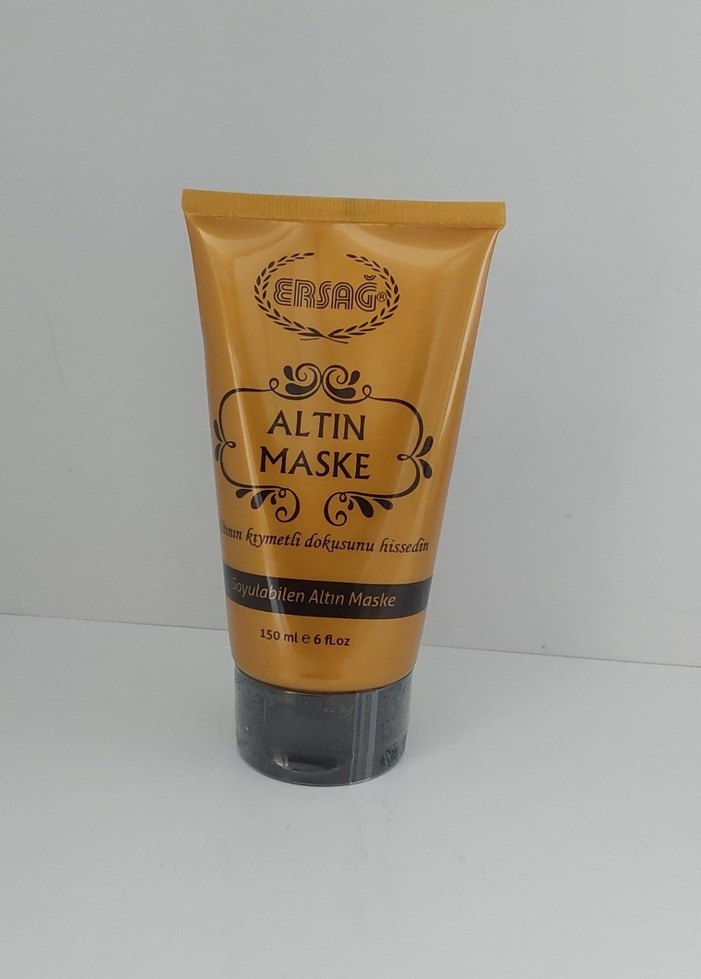 ERSAĞ®
ALTIN
MASKE
kıymetli dokusunu hissedin
Soyulabilen Altın Maske
150 ml e 6 fl.oz